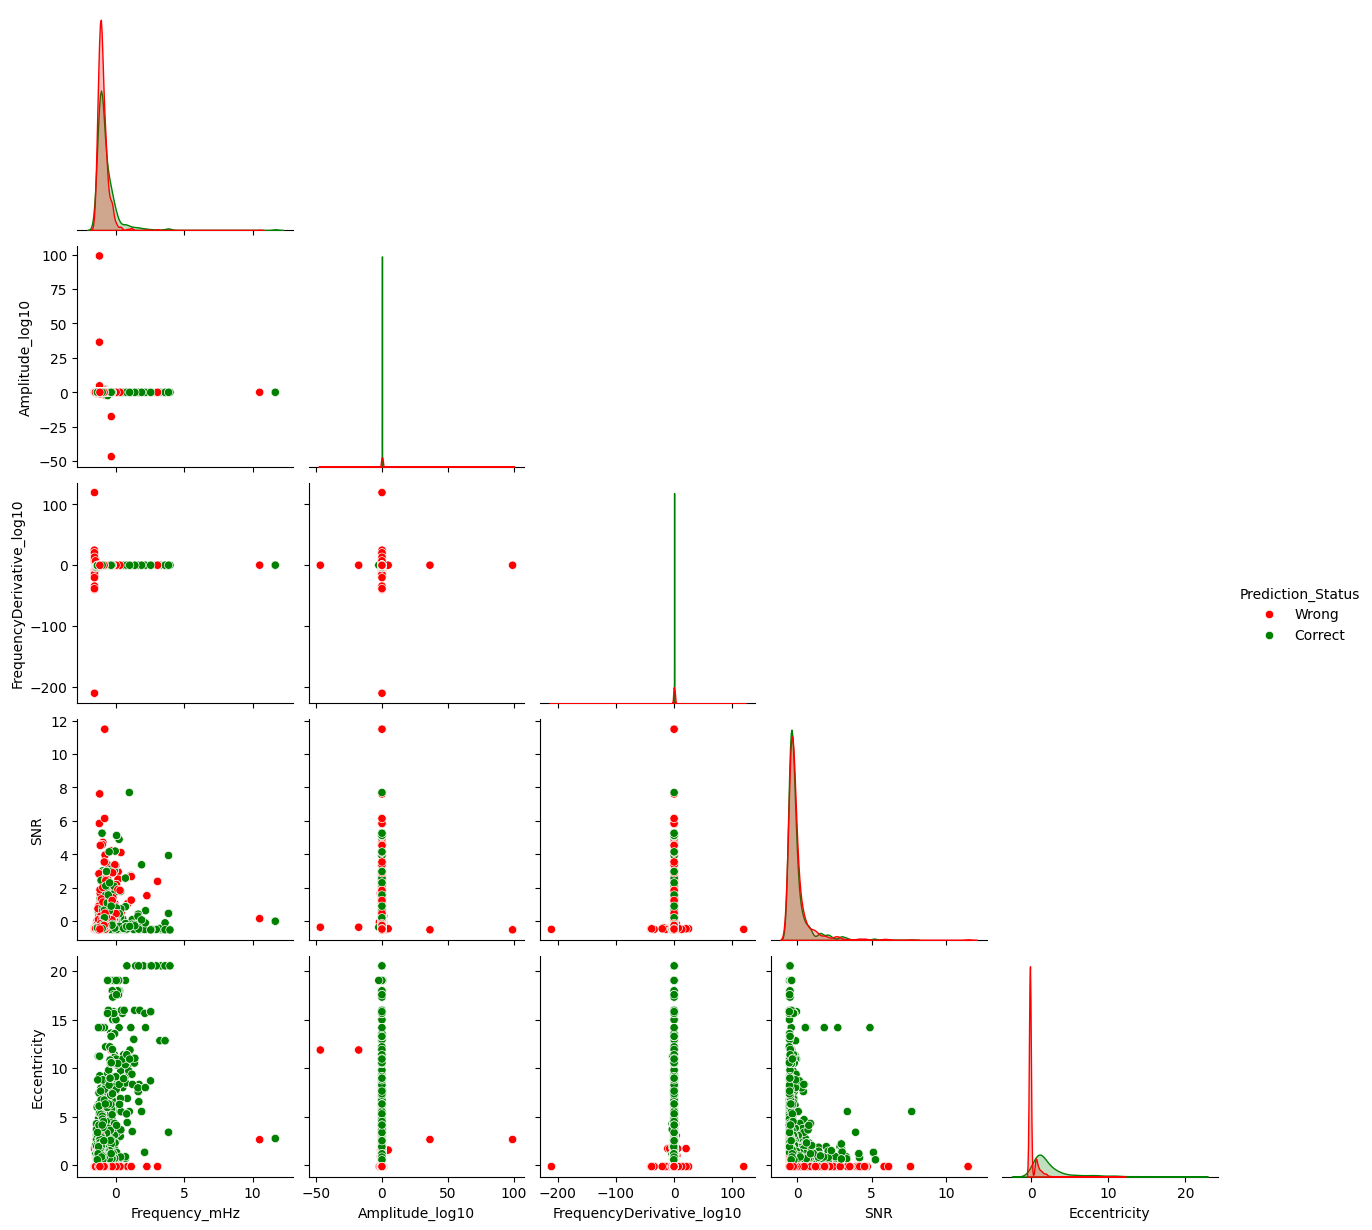 100
75
50
25
0
−25
−50
Amplitude_log10
100
0
−100
−200
FrequencyDerivative_log10
12
10
8
6
4
2
0
SNR
20
15
10
5
0
Eccentricity
0 5 10
−50 0 50 100
−200 −100 0 100
0 5 10
0 10 20
Frequency_mHz
Amplitude_log10
FrequencyDerivative_log10
SNR
Eccentricity
Prediction_Status
Wrong
Correct